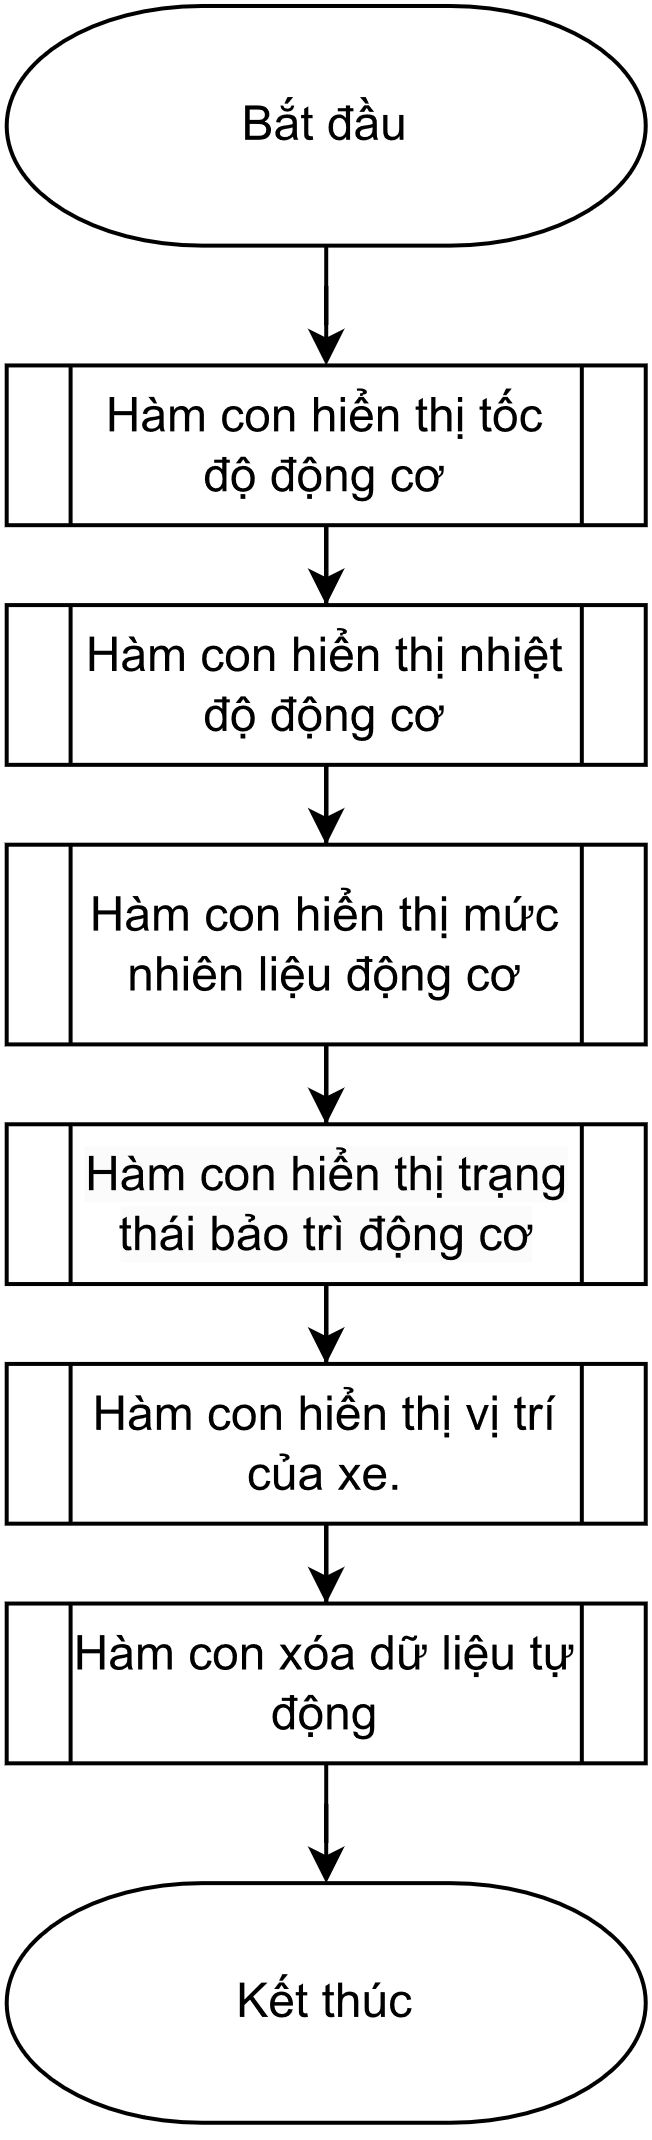 Bắt đầu
Hàm con hiển thị tốc
độ động cơ
Hàm con hiển thị nhiệt
độ động cơ
Hàm con hiển thị mức
nhiên liệu động cơ
Hàm con hiển thị trạng
thái bảo trì động cơ
Hàm con hiển thị vị trí
của xe.
Hàm con xóa dữ liệu tự
động
Kết thúc